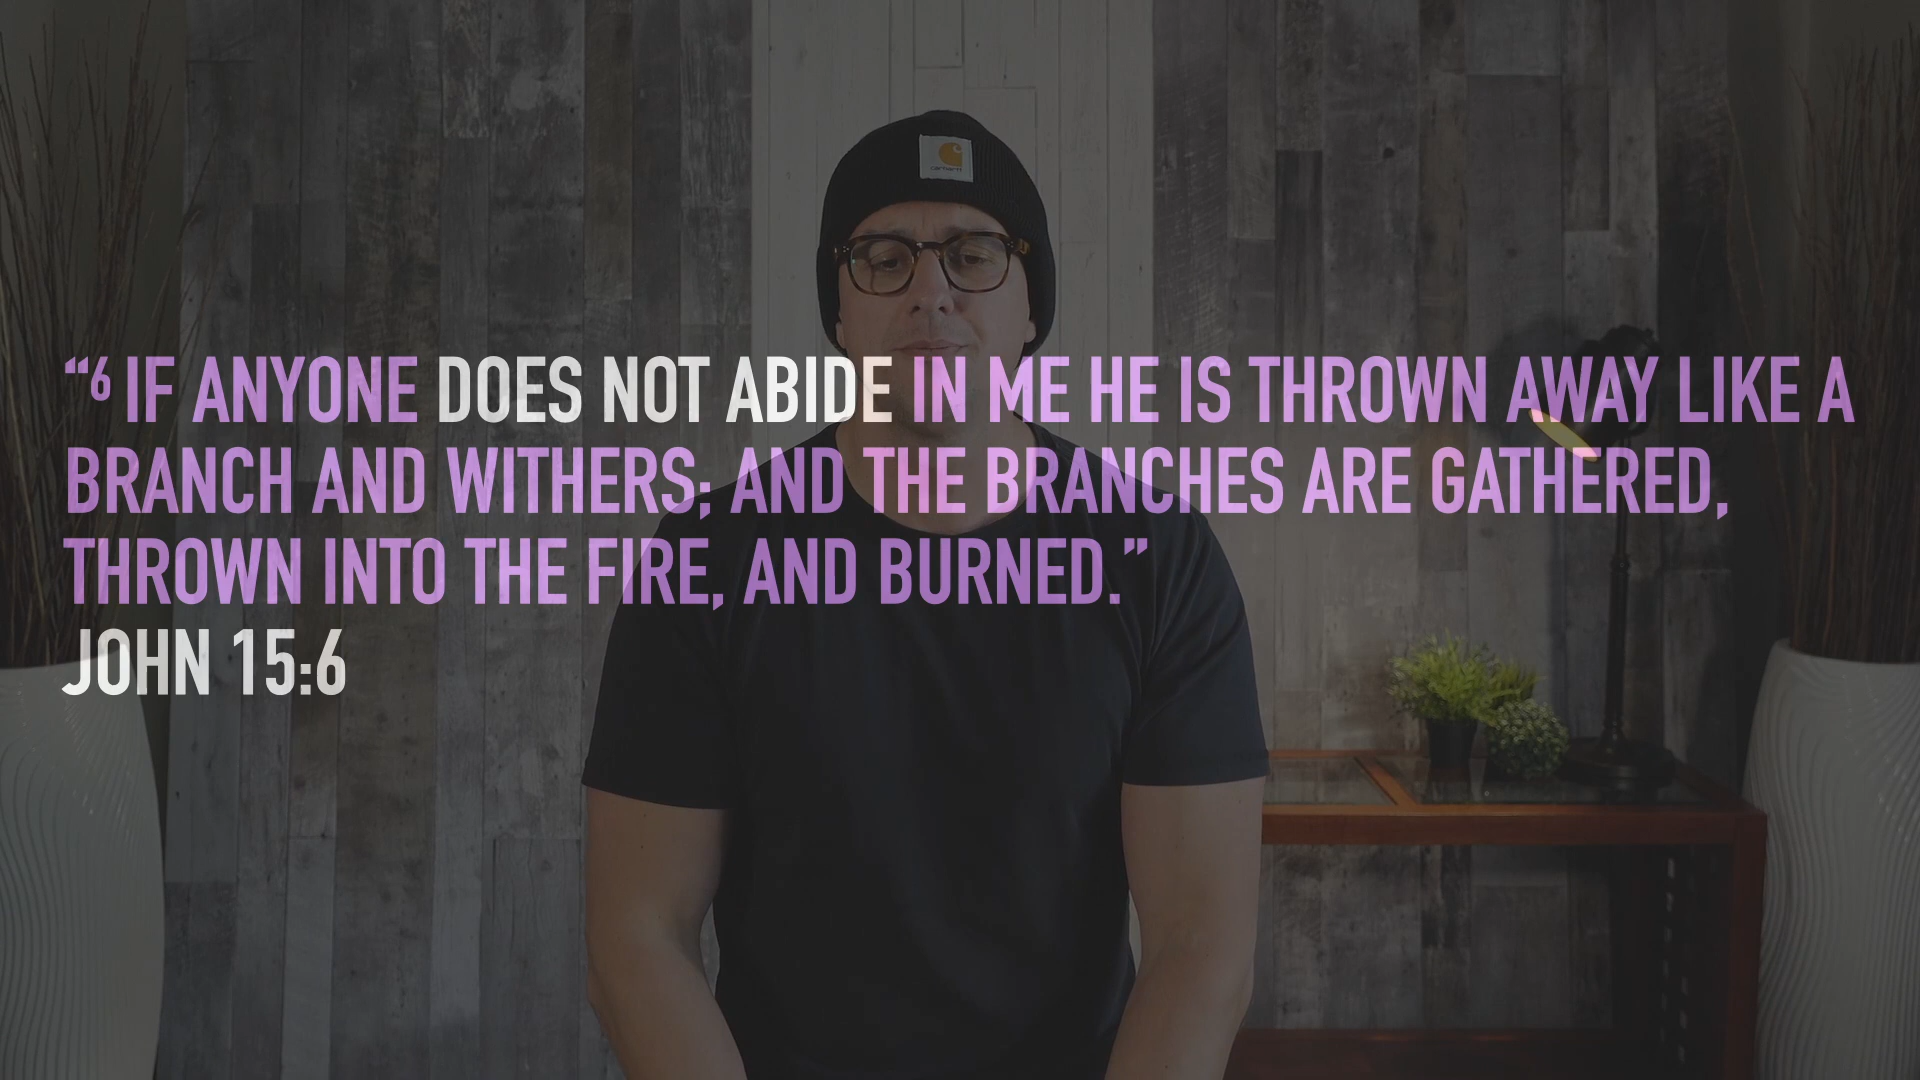 “⁶ IF ANYONE DOES NOT ABIDE IN ME HE IS THROWN AWAY LIKE A
BRANCH AND WITHERS; AND THE BRANCHES ARE GATHERED,
THROWN INTO THE FIRE, AND BURNED.”
JOHN 15:6
carhartt